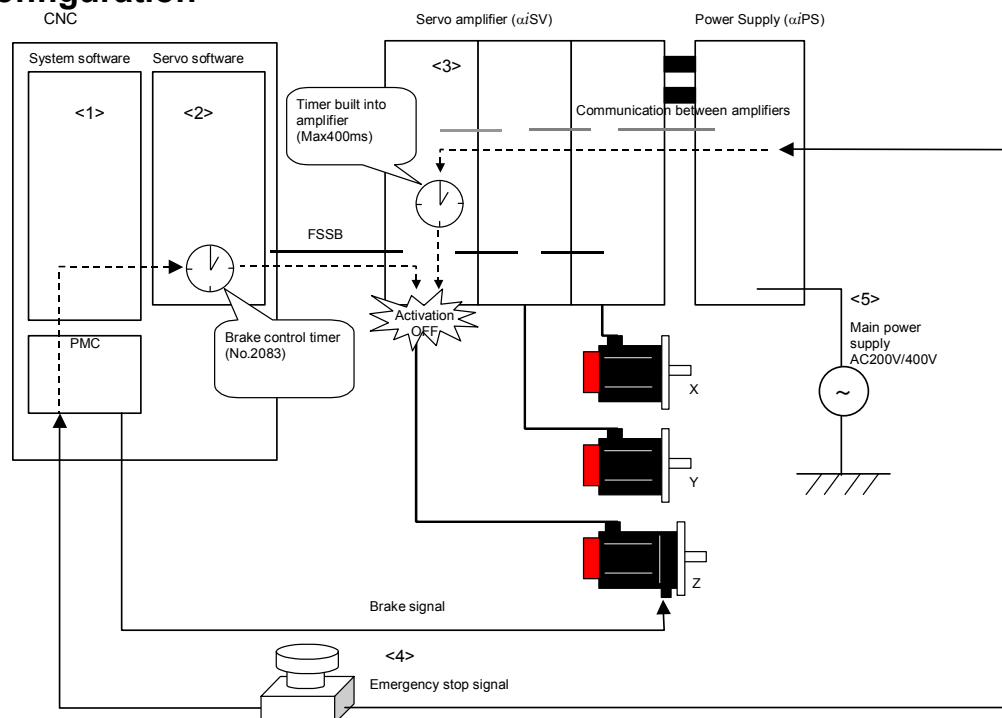 onfiguration
CNC
Servo amplifier (αiSV)
Power Supply (αiPS)
System software
Servo software
<1>
<2>
<3>
Timer built into
amplifier
(Max400ms)
Communication between amplifiers
FSSB
Activation
OFF
<5>
Main power
supply
AC200V/400V
~
PMC
Brake control timer
(No.2083)
X
Y
Z
Brake signal
<4>
Emergency stop signal